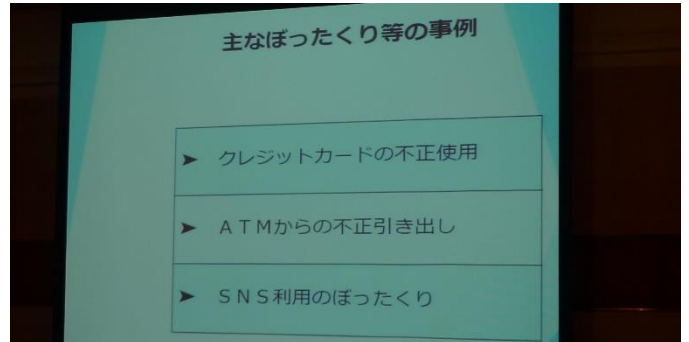 主なぼったくり等の事例
➤ クレジットカードの不正使用
➤ ATMからの不正引き出し
➤ SNS利用のぼったくり